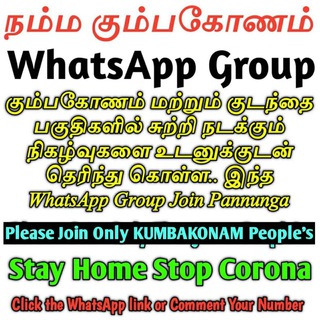 நம்ம கும்பகோணம்
WhatsApp Group
கும்பகோணம் மற்றும் குடந்தை
பகுதிகளில் சுற்றி நடக்கும்
நிகழ்வுகளை உடனுக்குடன்
தெரிந்து கொள்ள.. இந்த
WhatsApp Group Join Pannunga
Please Join Only KUMBAKONAM People's
Stay Home Stop Corona
Click the WhatsApp link or Comment Your Number